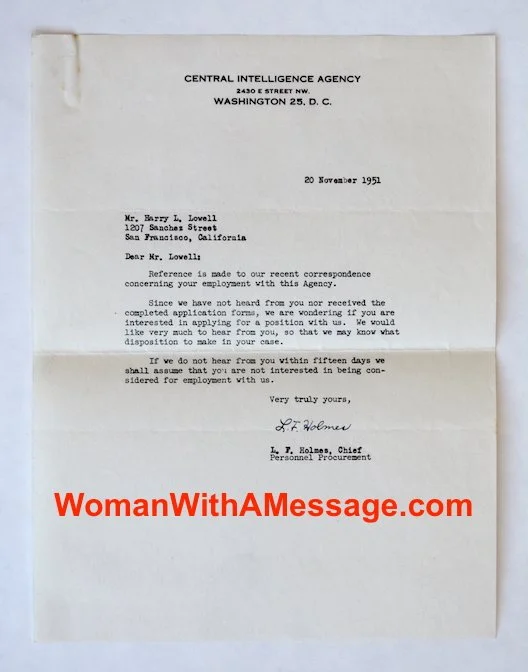 CENTRAL INTELLIGENCE AGENCY
2430 E STREET NW.
WASHINGTON 25, D. C.
20 November 1951
Mr. Harry L. Lowell
1207 Sanchez Street
San Francisco, California
Dear Mr. Lowell:
Reference is made to our recent correspondence
concerning your employment with this Agency.
Since we have not heard from you nor received the
completed application forms, we are wondering if you are
interested in applying for a position with us. We would
like very much to hear from you, so that we may know what
disposition to make in your case.
If we do not hear from you within fifteen days we
shall assume that you are not interested in being con-
sidered for employment with us.
Very truly yours,
L.F. Holmes
L. F. Holmes, Chief
Personnel Procurement
WomanWithAMessage.com